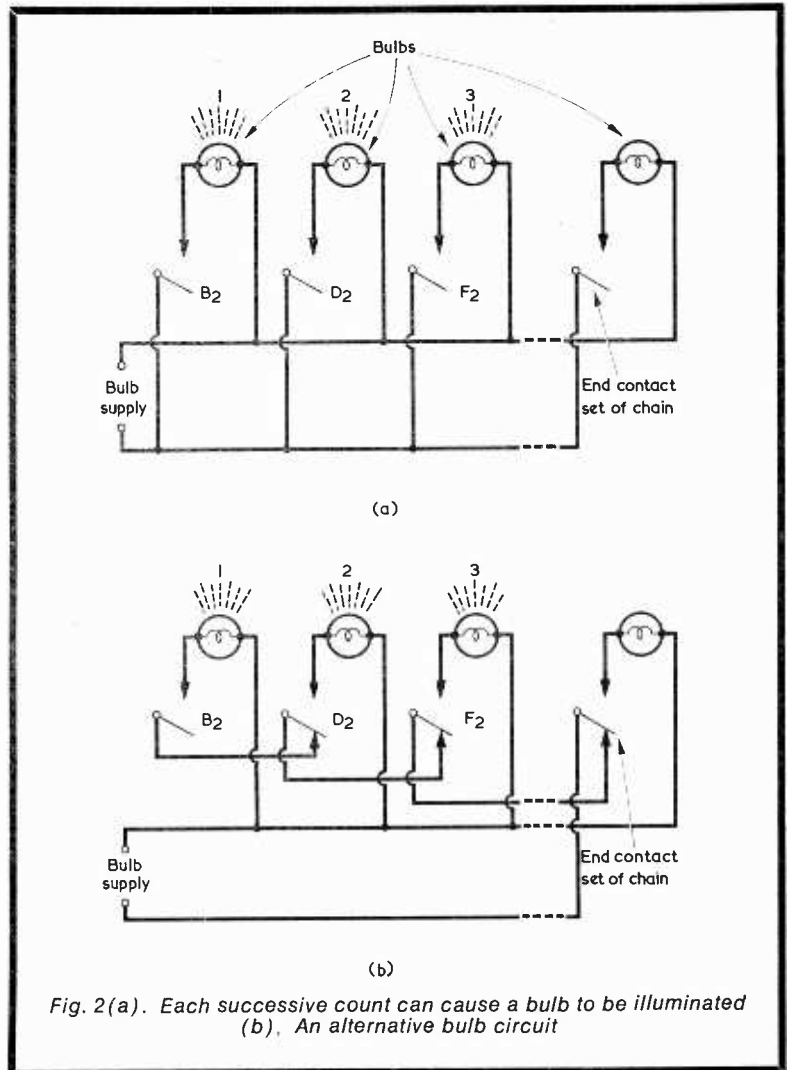 Bulbs
1
2
3
B2
D2
F2
Bulb
supply
End contact
set of chain
(a)
1
2
3
B2
D2
F2
Bulb
supply
End contact
set of chain
(b)
Fig. 2(a). Each successive count can cause a bulb to be illuminated
(b). An alternative bulb circuit